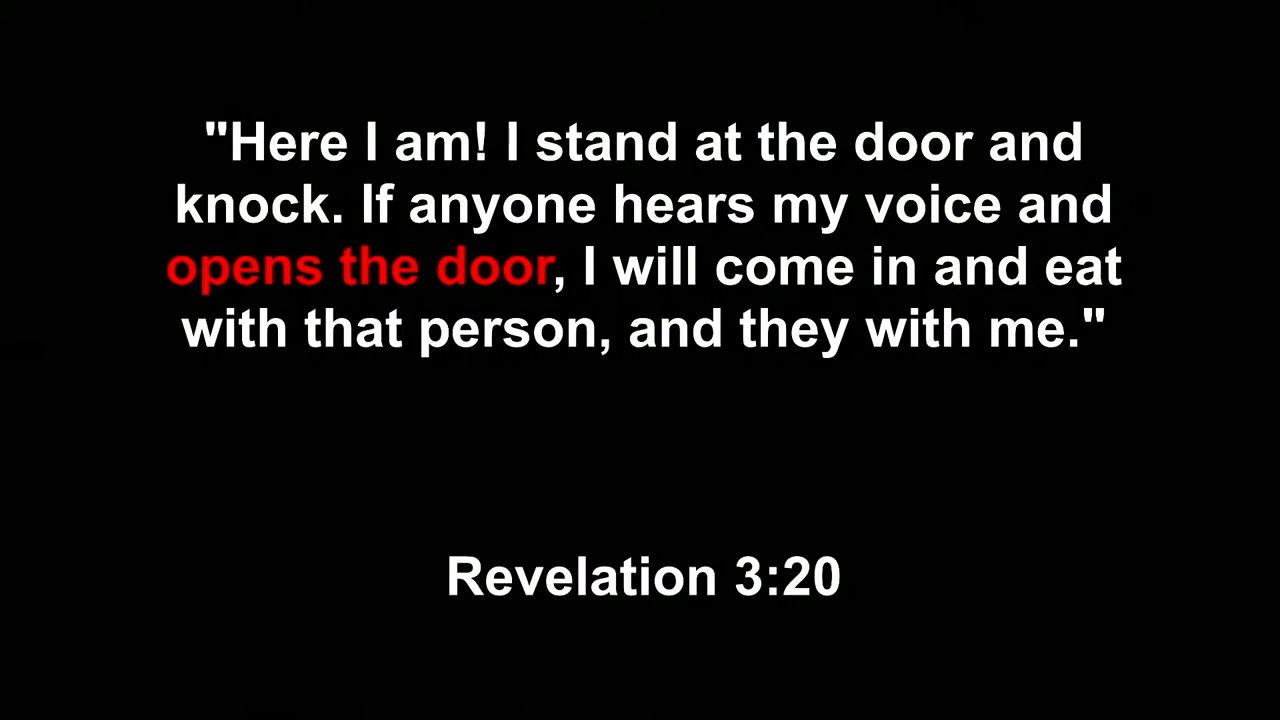 "Here I am! I stand at the door and
knock. If anyone hears my voice and
opens the door, I will come in and eat
with that person, and they with me."
Revelation 3:20